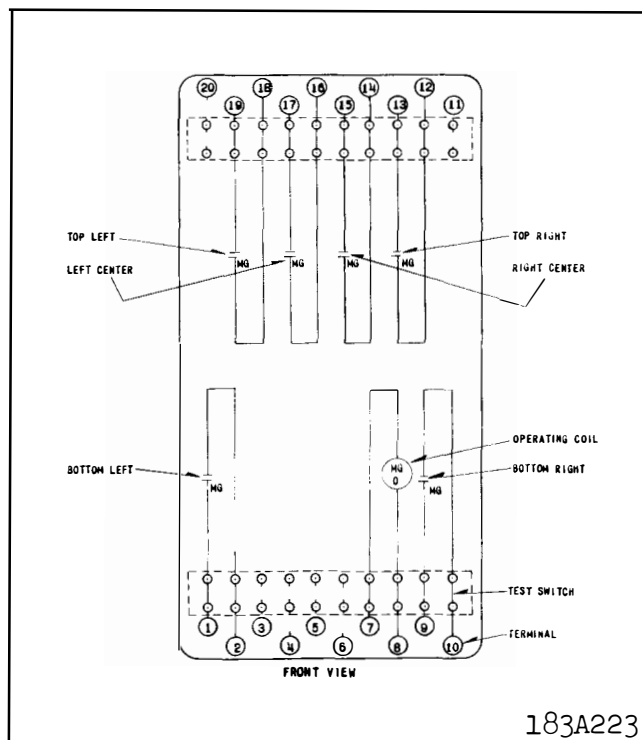 20 18 16 14 12
19 17 15 13 11
TOP LEFT
TOP RIGHT
MG MG MG MG
LEFT CENTER
RIGHT CENTER
OPERATING COIL
BOTTOM LEFT
MG
O
BOTTOM RIGHT
MG
MG
TEST SWITCH
1 3 5 7 9
2 4 6 8 10
TERMINAL
FRONT VIEW
183A223